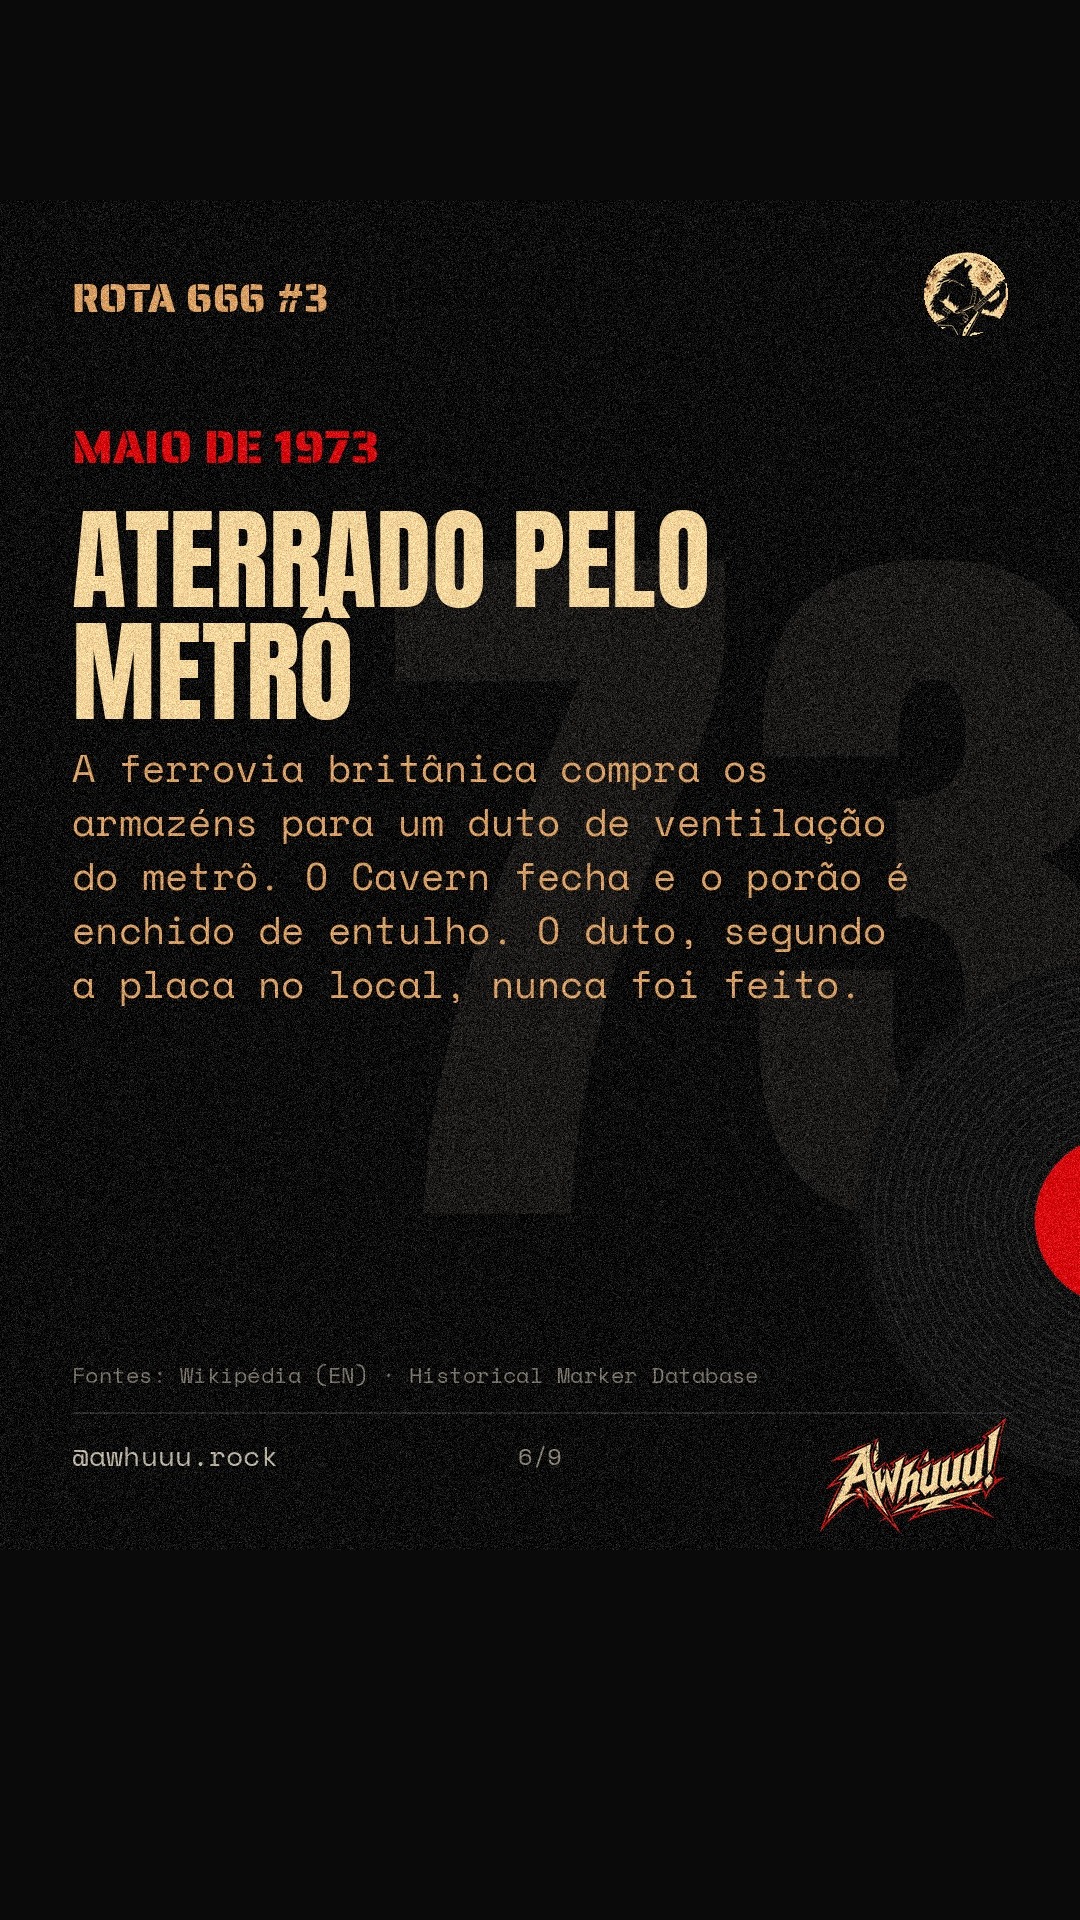 ROTA 666 #3
MAIO DE 1973
ATERRADO PELO
METRÔ
A ferrovia britânica compra os
armazéns para um duto de ventilação
do metrô. O Cavern fecha e o porão é
enchido de entulho. O duto, segundo
a placa no local, nunca foi feito.
73
Fontes: Wikipédia (EN) · Historical Marker Database
@awhuuu.rock
6/9
Awhuuu!